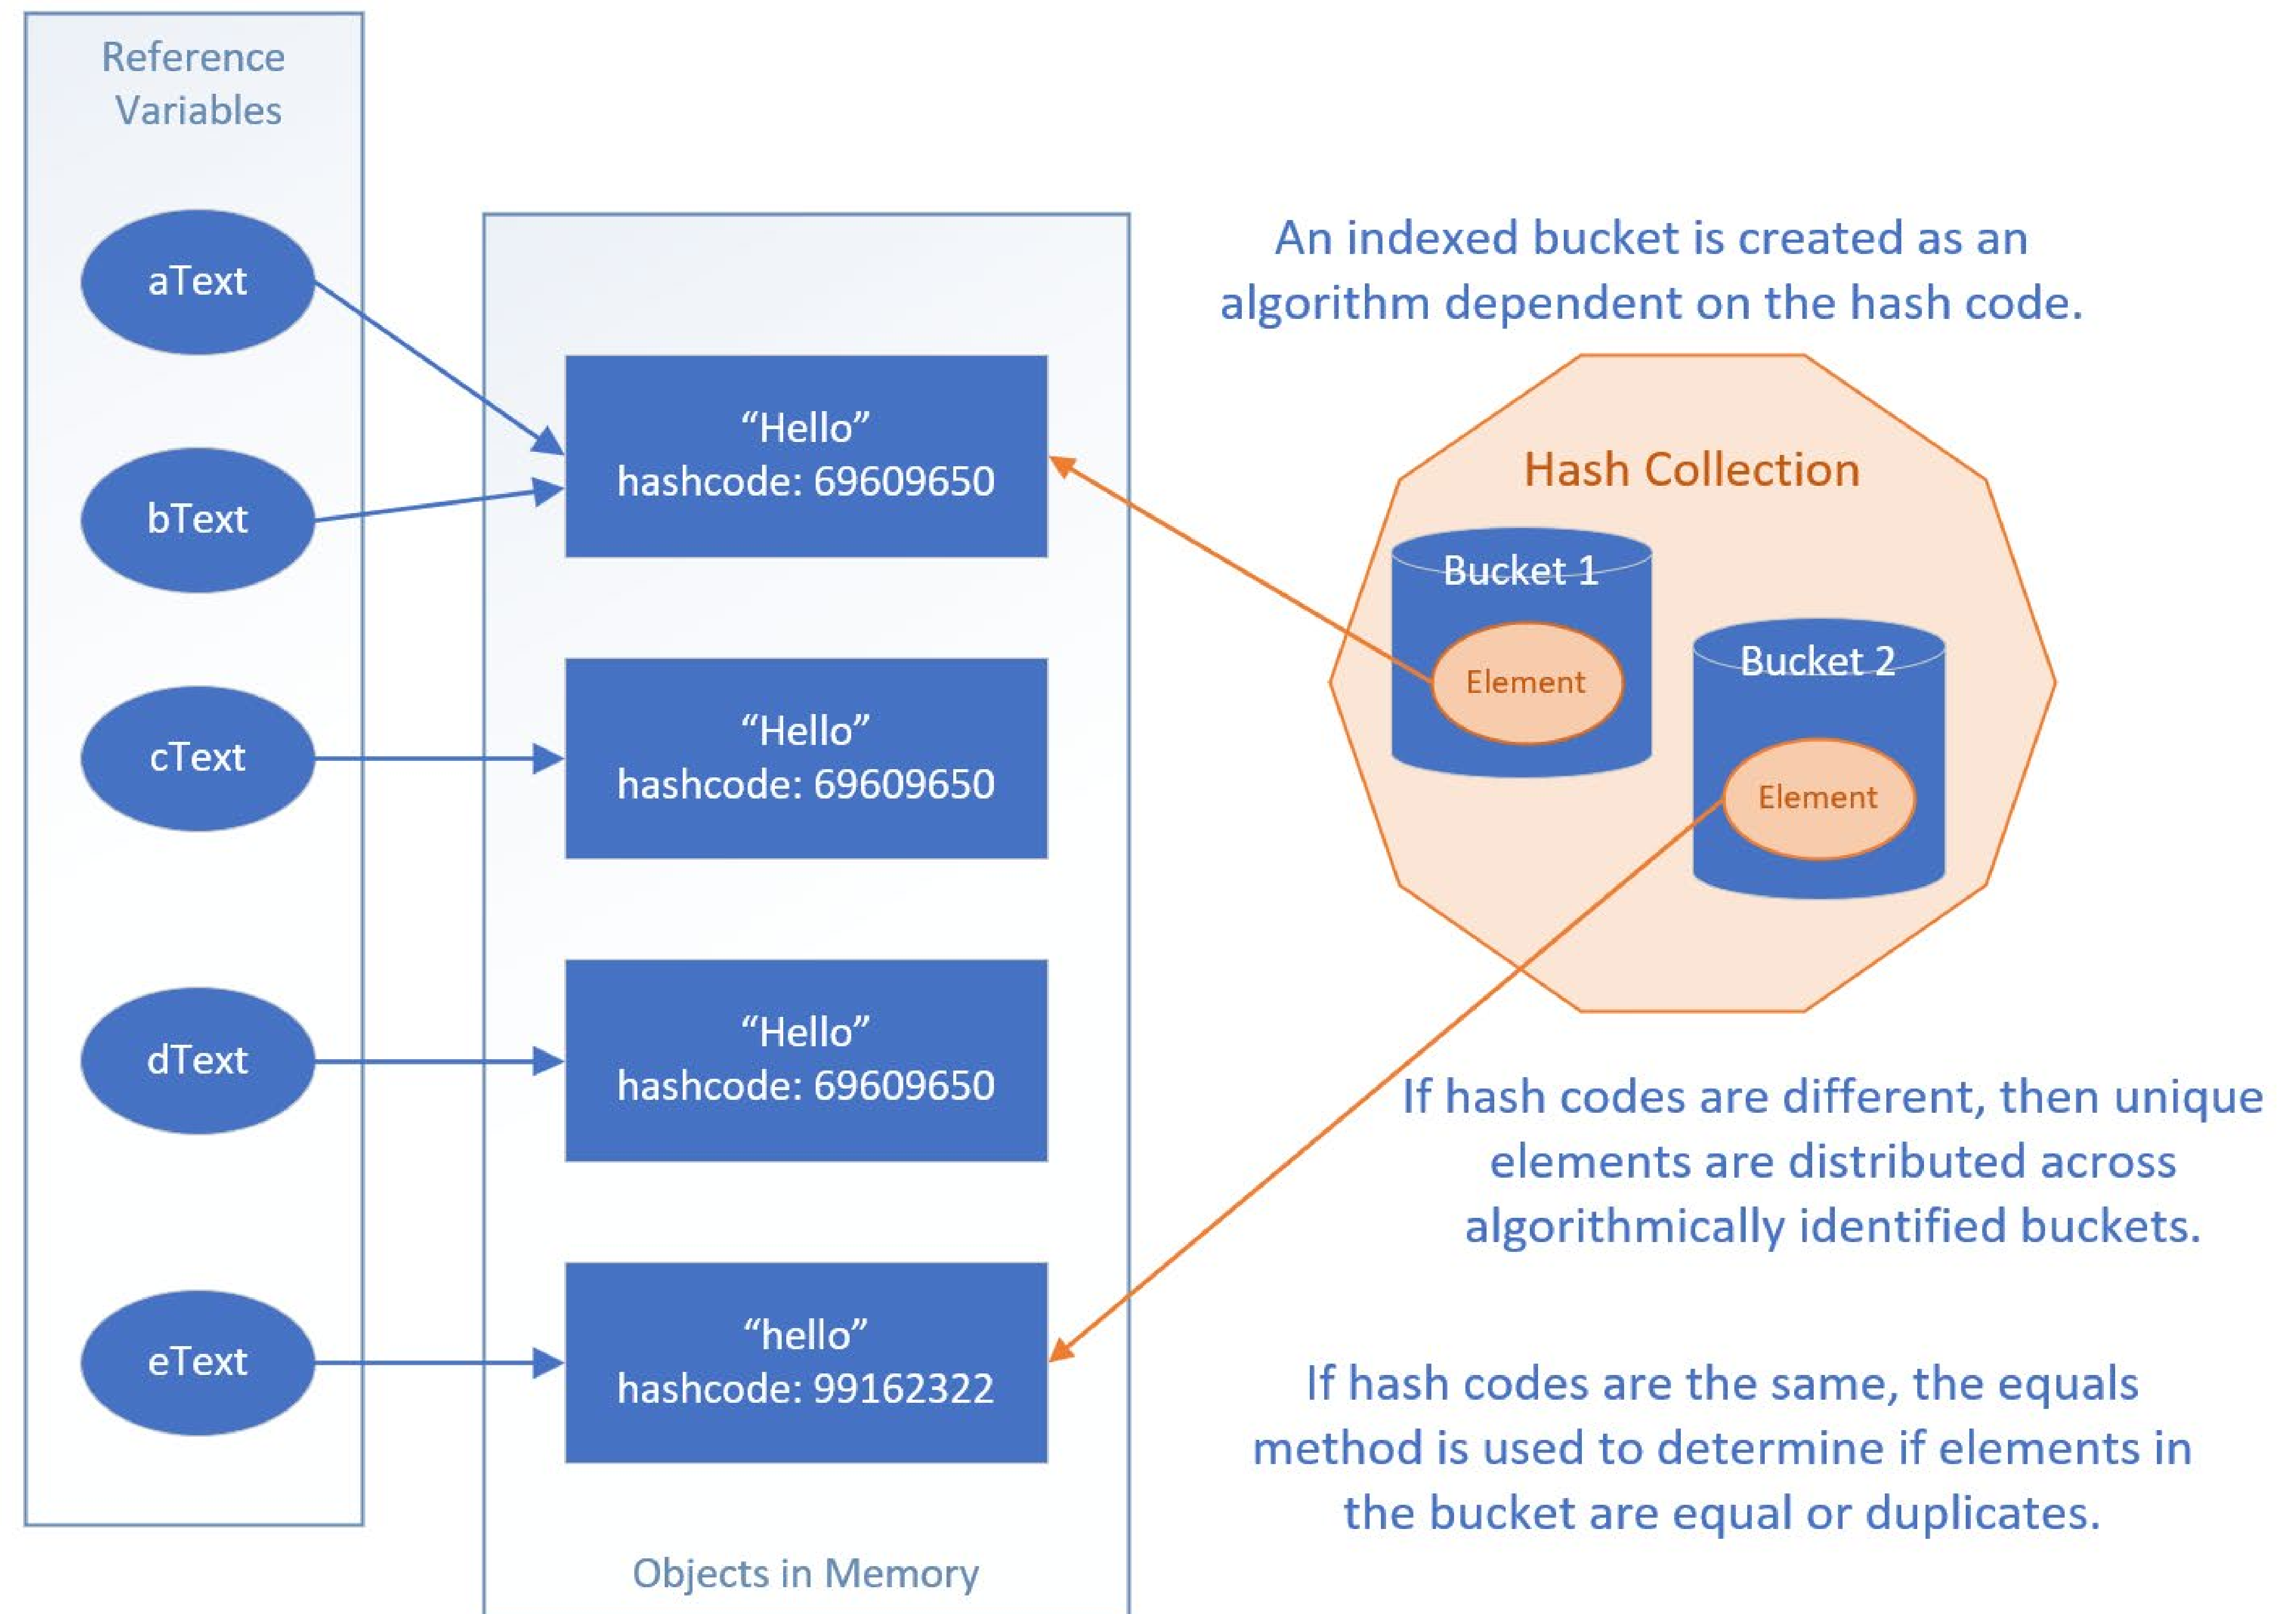 Reference
Variables
aText
bText
cText
dText
eText
“Hello”
hashcode: 69609650
“Hello”
hashcode: 69609650
“Hello”
hashcode: 69609650
“hello”
hashcode: 99162322
Objects in Memory
An indexed bucket is created as an
algorithm dependent on the hash code.
Hash Collection
Bucket 1
Element
Bucket 2
Element
If hash codes are different, then unique
elements are distributed across
algorithmically identified buckets.
If hash codes are the same, the equals
method is used to determine if elements in
the bucket are equal or duplicates.